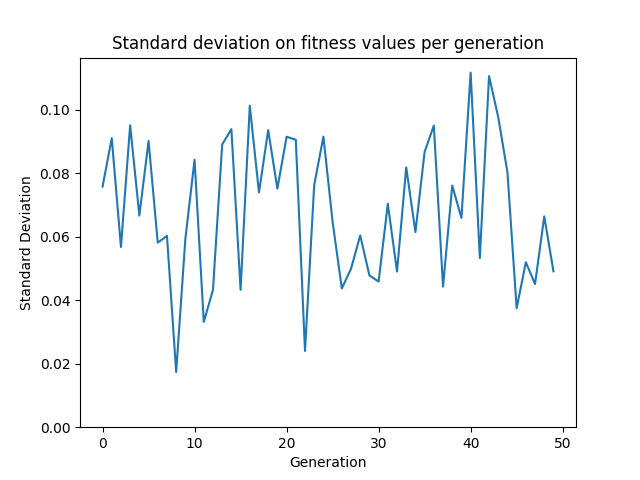 Standard deviation on fitness values per generation
Standard Deviation
0.10
0.08
0.06
0.04
0.02
0.00
0 10 20 30 40 50
Generation